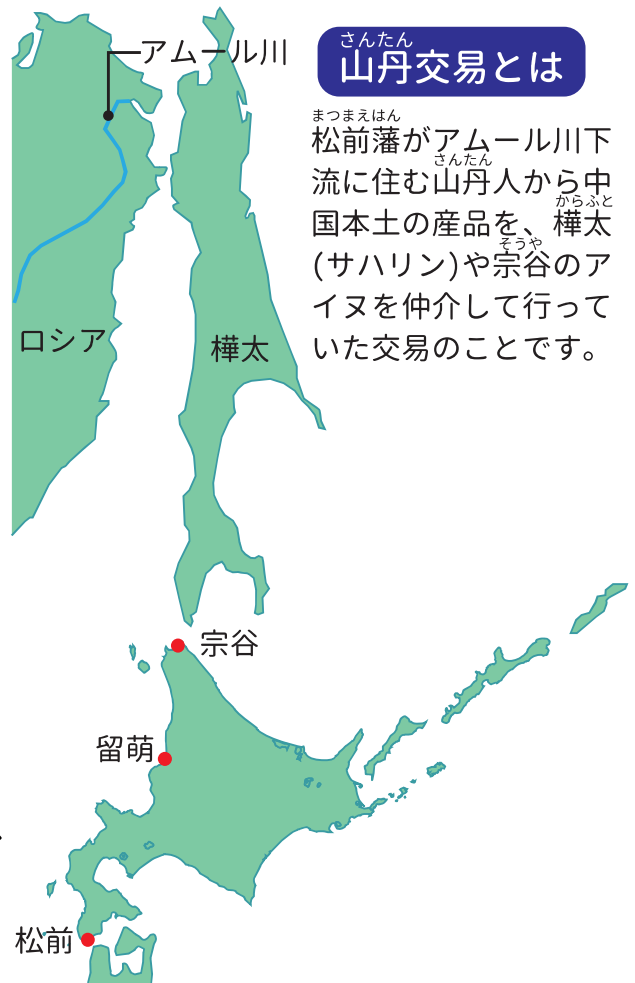 アムール川
さんたん
山丹交易とは
まつまえはん
松前藩がアムール川下
さんたん
流に住む山丹人から中
からふと
国本土の産品を、樺太
そうや
(サハリン)や宗谷のア
イヌを仲介して行って
いた交易のことです。
ロシア
樺太
宗谷
留萌
松前